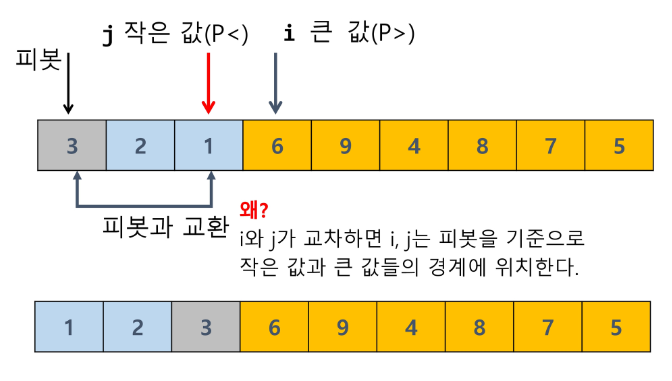 j 작은 값(P<) i 큰 값(P>)
피봇
3 2 1 6 9 4 8 7 5
피봇과 교환
왜?
i와 j가 교차하면 i, j는 피봇을 기준으로
작은 값과 큰 값들의 경계에 위치한다.
1 2 3 6 9 4 8 7 5